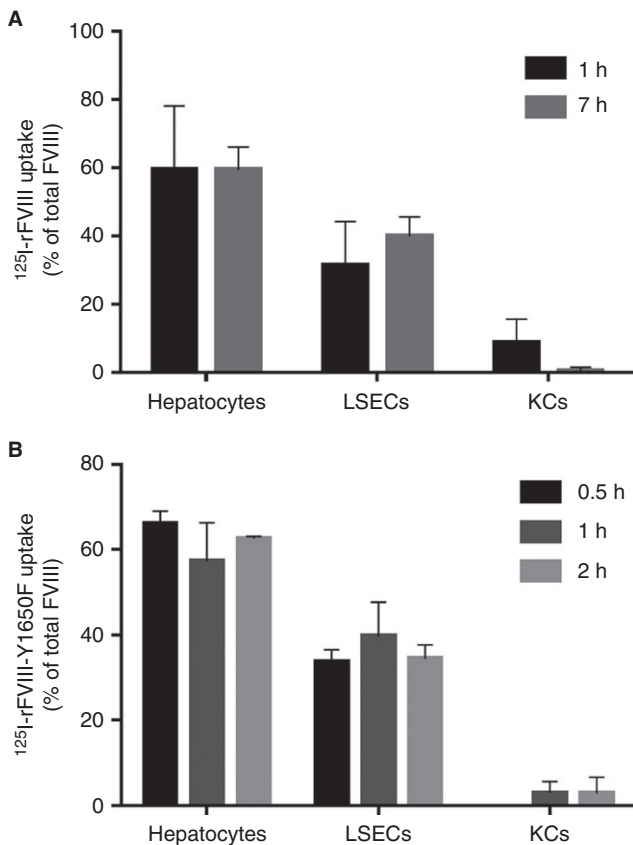 A
100
80
60
40
20
0
¹²⁵I-rFVIII uptake
(% of total FVIII)
1 h
7 h
Hepatocytes LSECs KCs
B
80
60
40
20
0
¹²⁵I-rFVIII-Y1650F uptake
(% of total FVIII)
0.5 h
1 h
2 h
Hepatocytes LSECs KCs